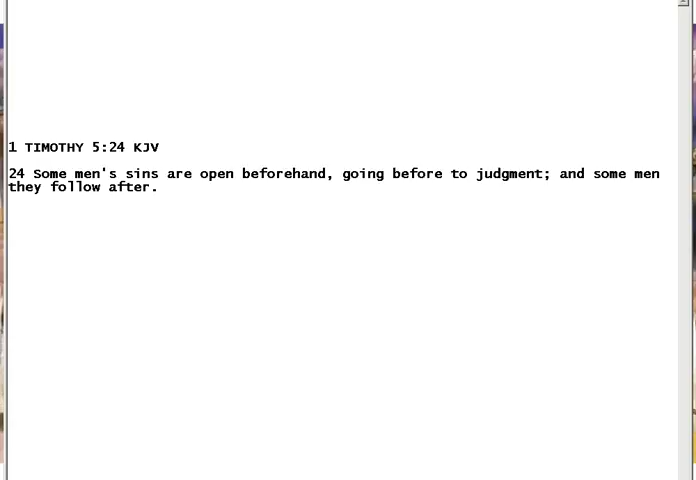 1 TIMOTHY 5:24 KJV
24 Some men's sins are open beforehand, going before to judgment; and some men
they follow after.